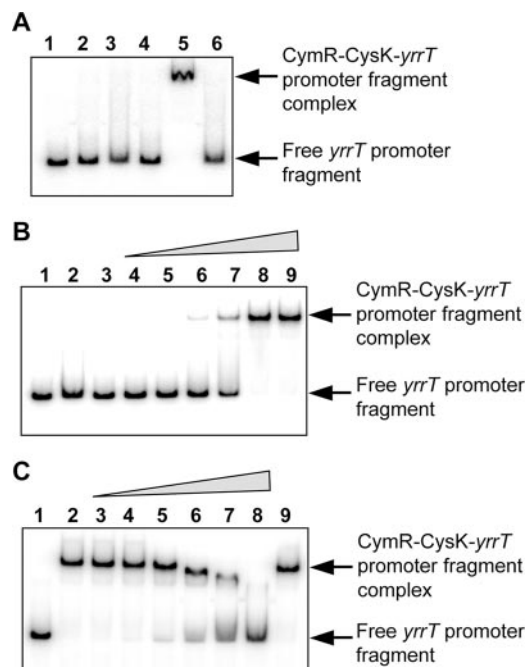 A
1 2 3 4 5 6
CymR-CysK-yrrT
promoter fragment
complex
Free yrrT promoter
fragment
B
1 2 3 4 5 6 7 8 9
CymR-CysK-yrrT
promoter fragment
complex
Free yrrT promoter
fragment
C
1 2 3 4 5 6 7 8 9
CymR-CysK-yrrT
promoter fragment
complex
Free yrrT promoter
fragment